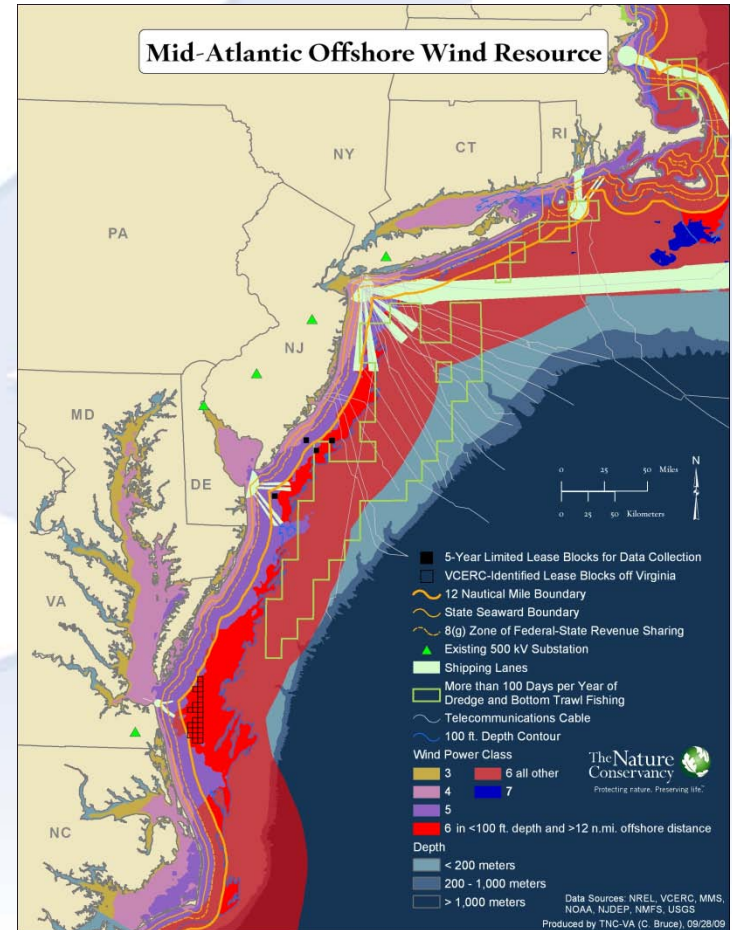 Mid-Atlantic Offshore Wind Resource
RI
CT
NY
PA
NJ
MD
DE
VA
NC
N
0 25 50 Miles
0 25 50 Kilometers
5-Year Limited Lease Blocks for Data Collection
VCERC-Identified Lease Blocks off Virginia
12 Nautical Mile Boundary
State Seaward Boundary
8(g) Zone of Federal-State Revenue Sharing
Existing 500 kV Substation
Shipping Lanes
More than 100 Days per Year of
Dredge and Bottom Trawl Fishing
Telecommunications Cable
100 ft. Depth Contour
Wind Power Class
3 6 all other
4 7
5
6 in <100 ft. depth and >12 n.mi. offshore distance
Depth
< 200 meters
200 - 1,000 meters
> 1,000 meters
The Nature
Conservancy
Protecting nature. Preserving life.™
Data Sources: NREL, VCERC, MMS,
NOAA, NJDEP, NMFS, USGS
Produced by TNC-VA (C. Bruce), 09/28/09